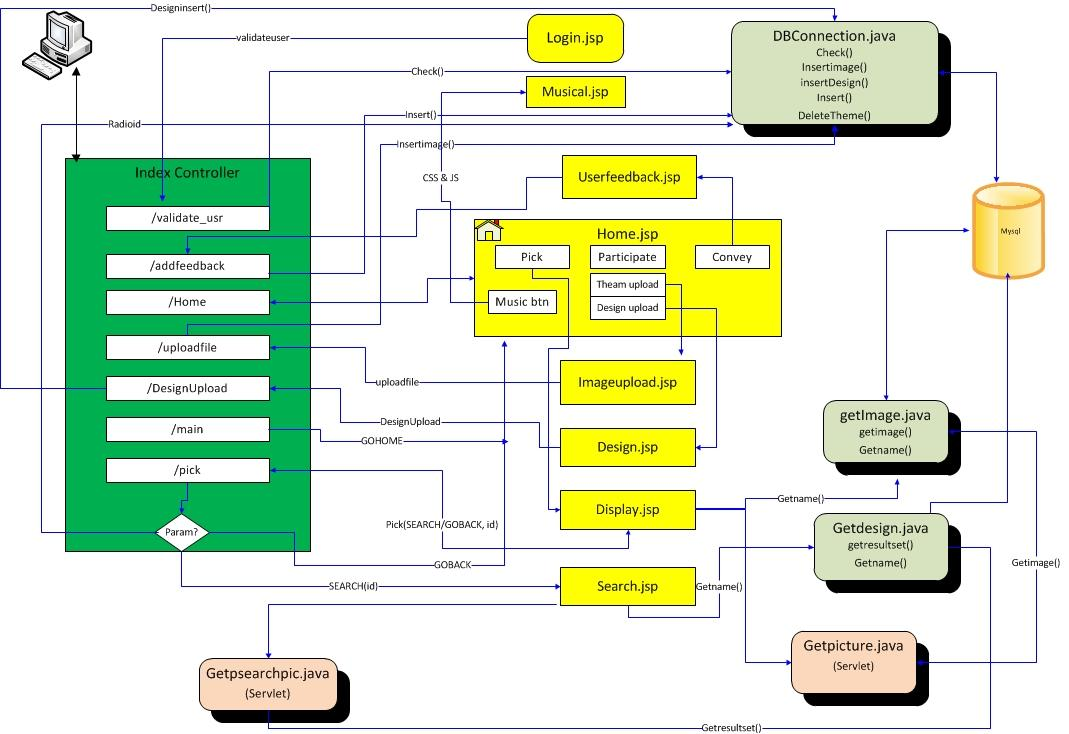 Designinsert()
validateuser
Login.jsp
DBConnection.java
Check()
Insertimage()
insertDesign()
Insert()
DeleteTheme()
Check()
Musical.jsp
Insert()
Radioid
Insertimage()
Index Controller
CSS & JS
Userfeedback.jsp
/validate_usr
Mysql
Home.jsp
Pick
Participate
Convey
/addfeedback
Theam upload
/Home
Music btn
Design upload
/uploadfile
uploadfile
Imageupload.jsp
/DesignUpload
getImage.java
getimage()
Getname()
DesignUpload
/main
GOHOME
Design.jsp
/pick
Getname()
Display.jsp
Pick(SEARCH/GOBACK, id)
Param?
Getdesign.java
getresultset()
Getname()
GOBACK
Getimage()
SEARCH(id)
Search.jsp
Getname()
Getpicture.java
(Servlet)
Getpsearchpic.java
(Servlet)
Getresultset()